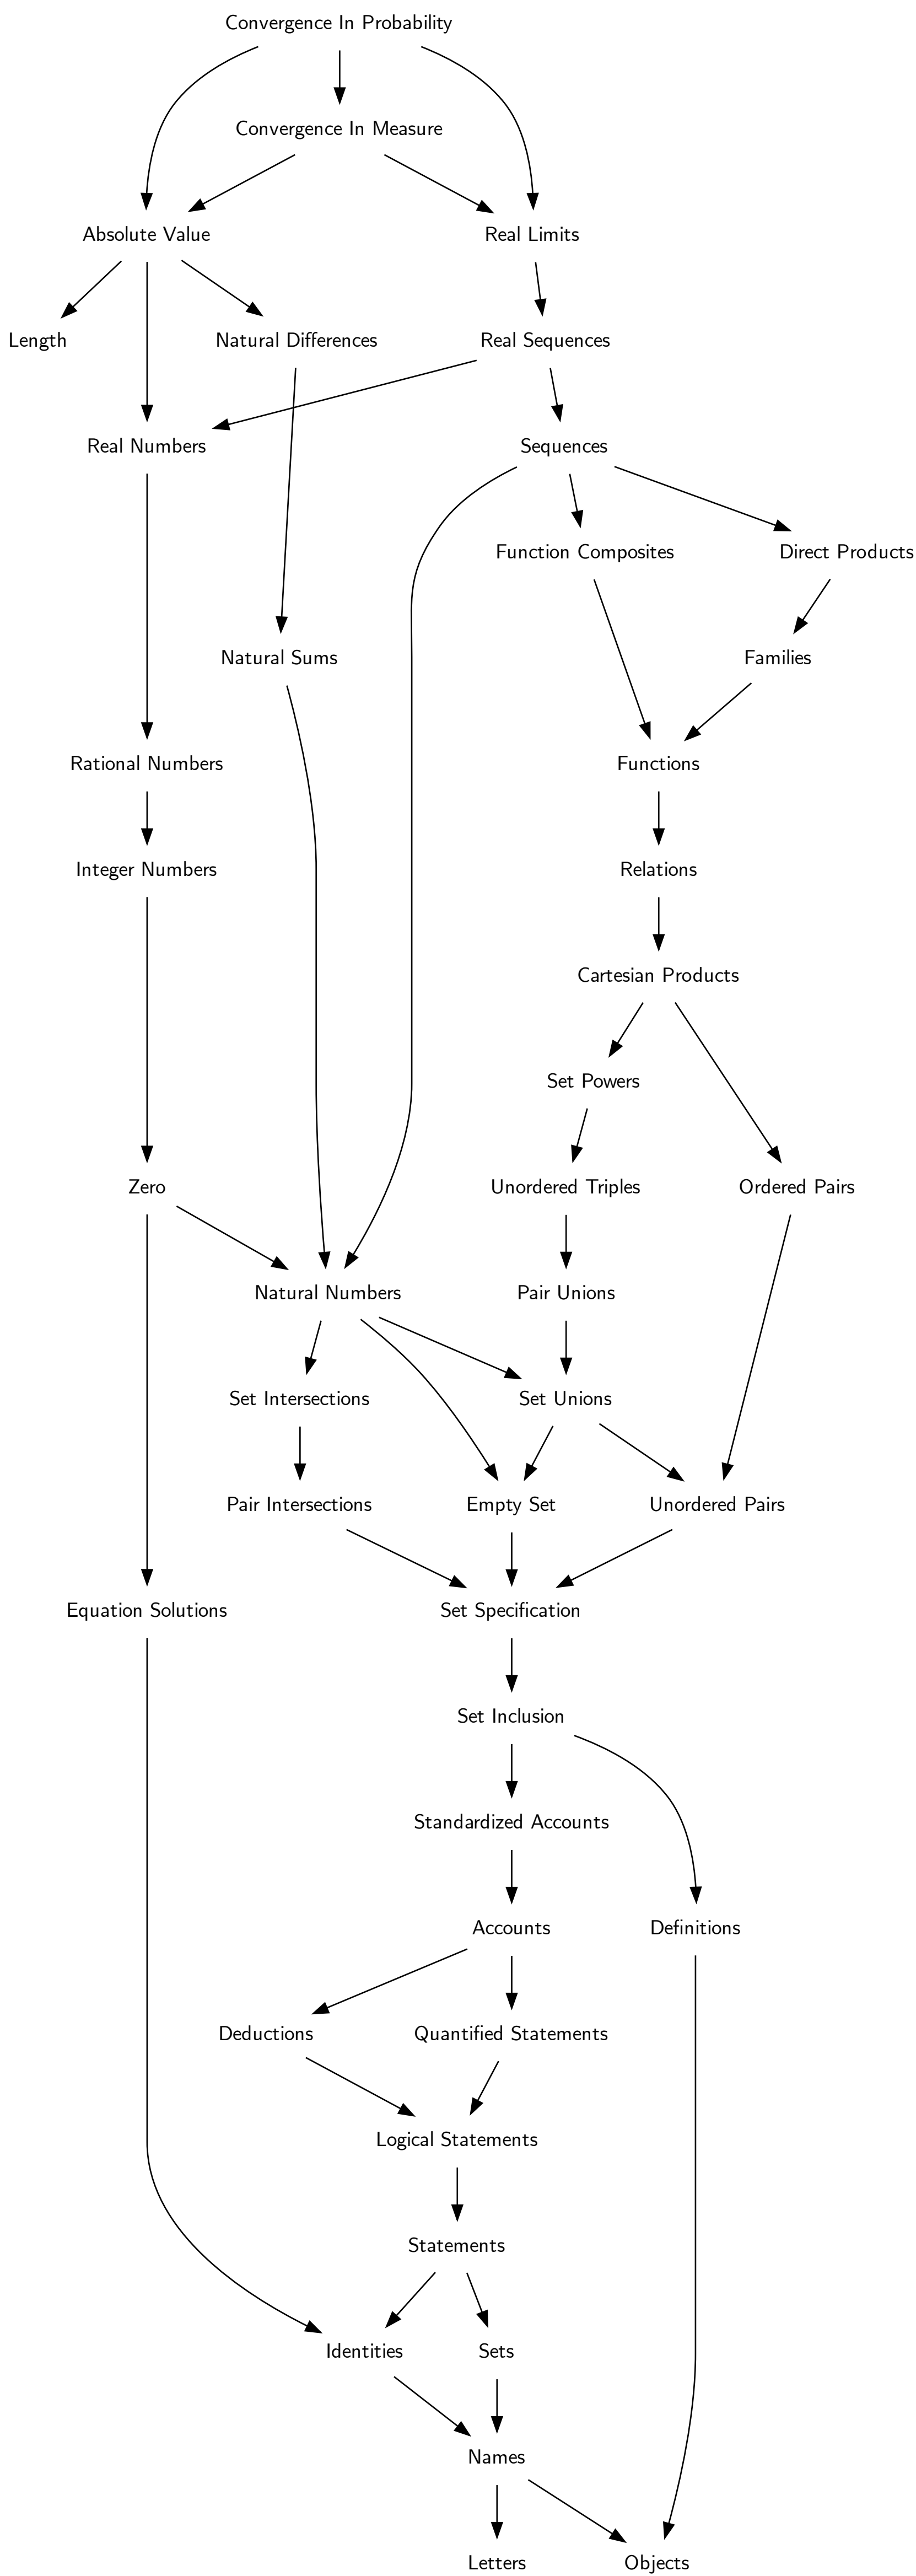 Convergence In Probability
Convergence In Measure
Absolute Value
Real Limits
Length
Natural Differences
Real Sequences
Real Numbers
Sequences
Function Composites
Direct Products
Natural Sums
Families
Rational Numbers
Functions
Integer Numbers
Relations
Cartesian Products
Set Powers
Zero
Unordered Triples
Ordered Pairs
Natural Numbers
Pair Unions
Set Intersections
Set Unions
Pair Intersections
Empty Set
Unordered Pairs
Equation Solutions
Set Specification
Set Inclusion
Standardized Accounts
Accounts
Definitions
Deductions
Quantified Statements
Logical Statements
Statements
Identities
Sets
Names
Letters
Objects